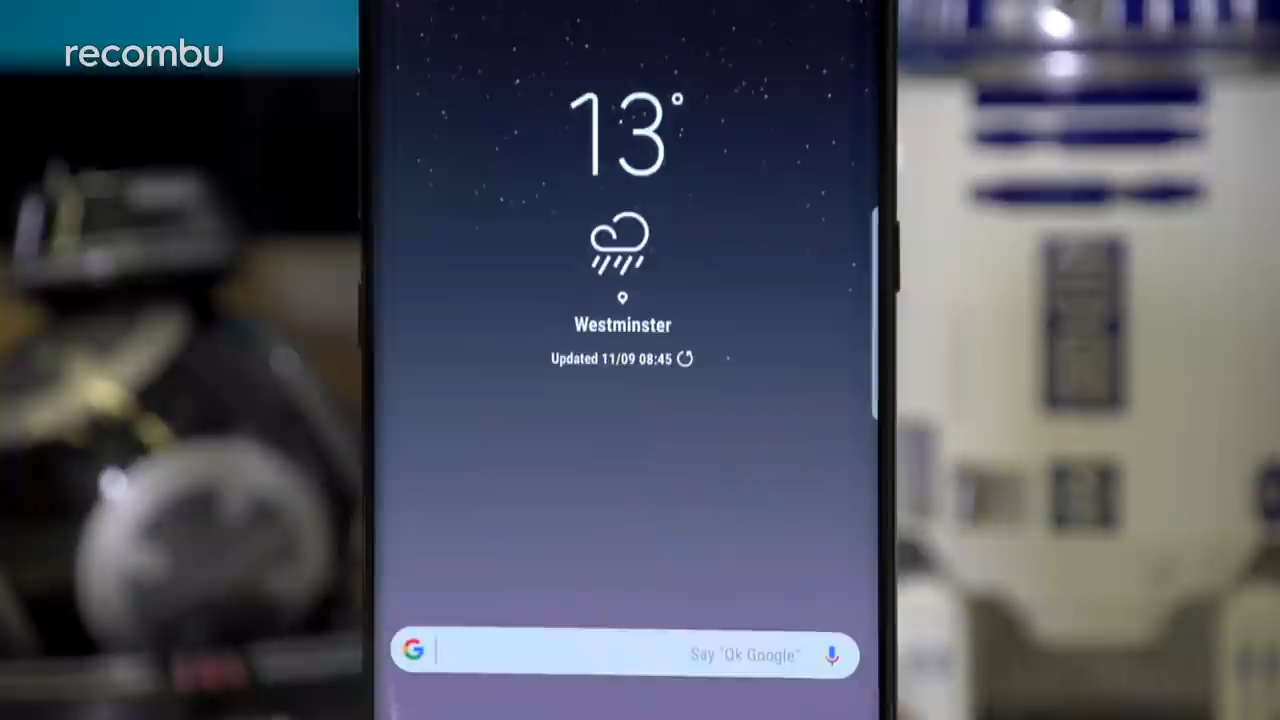 recombu
13°
Westminster
Updated 11/09 08:45
Say "Ok Google"